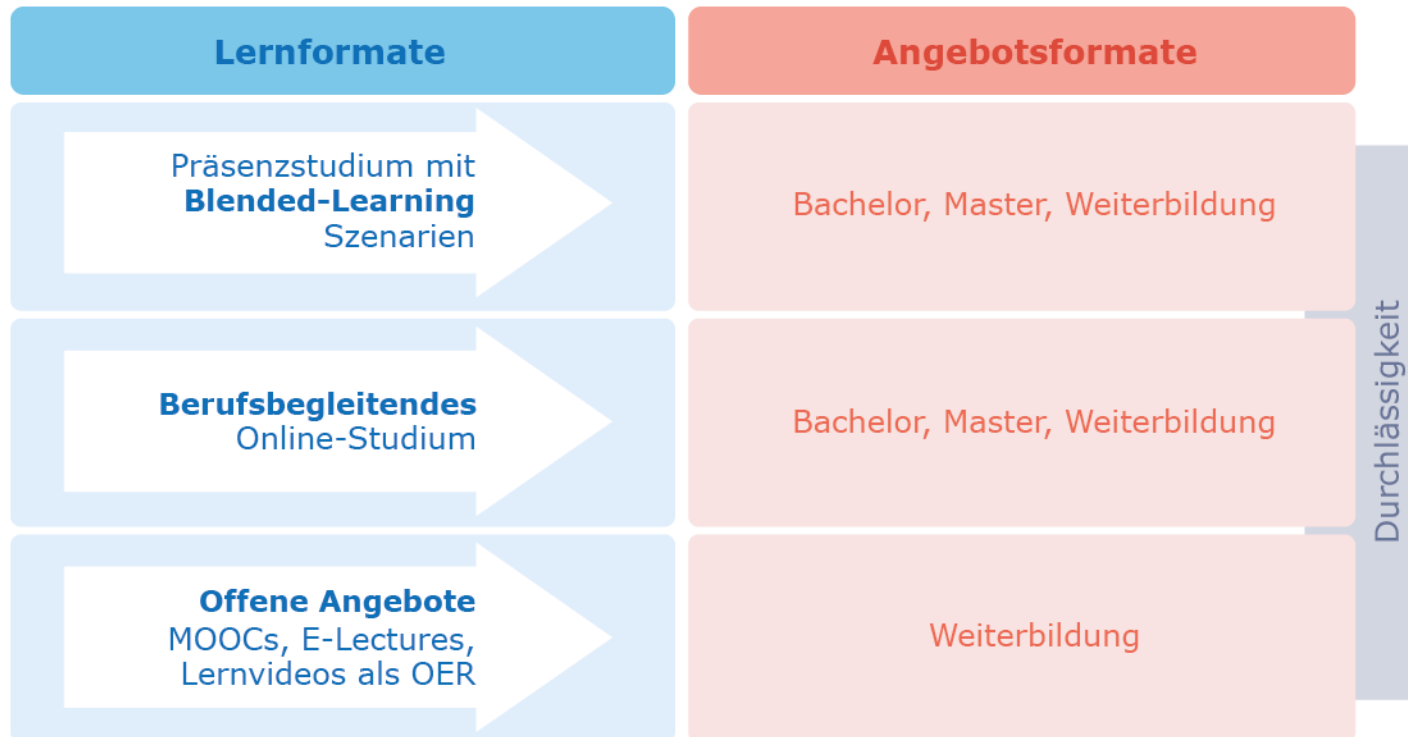 Lernformate
Angebotsformate
Präsenzstudium mit
Blended-Learning
Szenarien
Bachelor, Master, Weiterbildung
Berufsbegleitendes
Online-Studium
Bachelor, Master, Weiterbildung
Offene Angebote
MOOCs, E-Lectures,
Lernvideos als OER
Weiterbildung
Durchlässigkeit